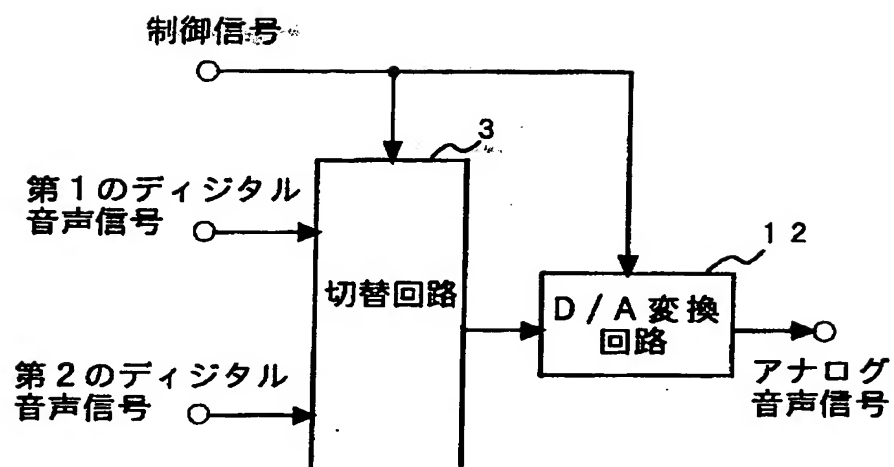 制御信号
3
第１のディジタル
音声信号
切替回路
１２
Ｄ／Ａ変換
回路
第２のディジタル
音声信号
アナログ
音声信号